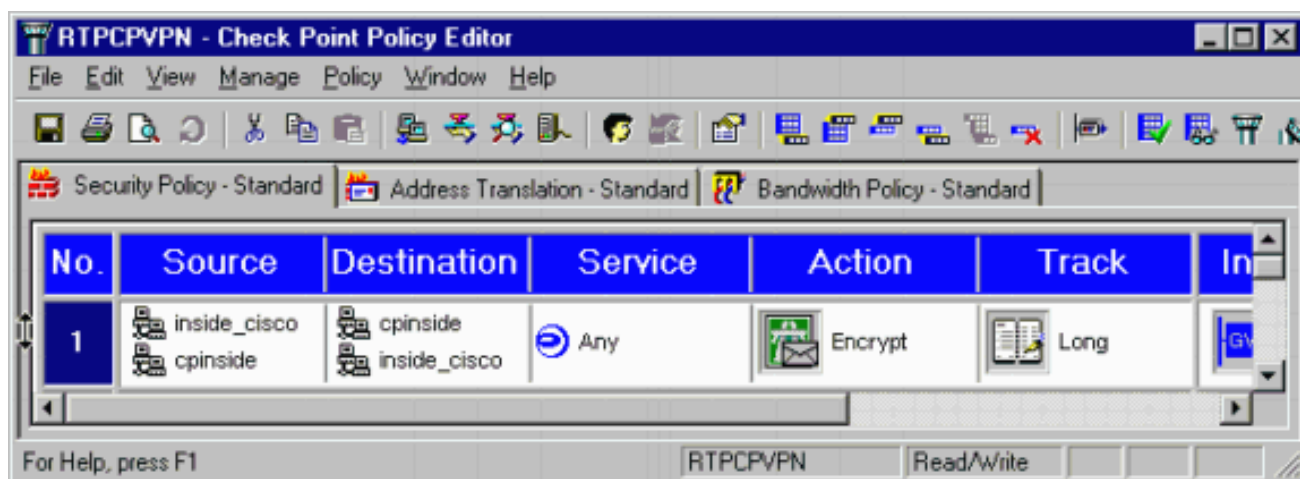 RTPCPVPN - Check Point Policy Editor
File Edit View Manage Policy Window Help
Security Policy - Standard Address Translation - Standard Bandwidth Policy - Standard
No. Source Destination Service Action Track In
1 inside_cisco cpinside Any Encrypt Long GW
cpinside inside_cisco
For Help, press F1 RTPCPVPN Read/Write